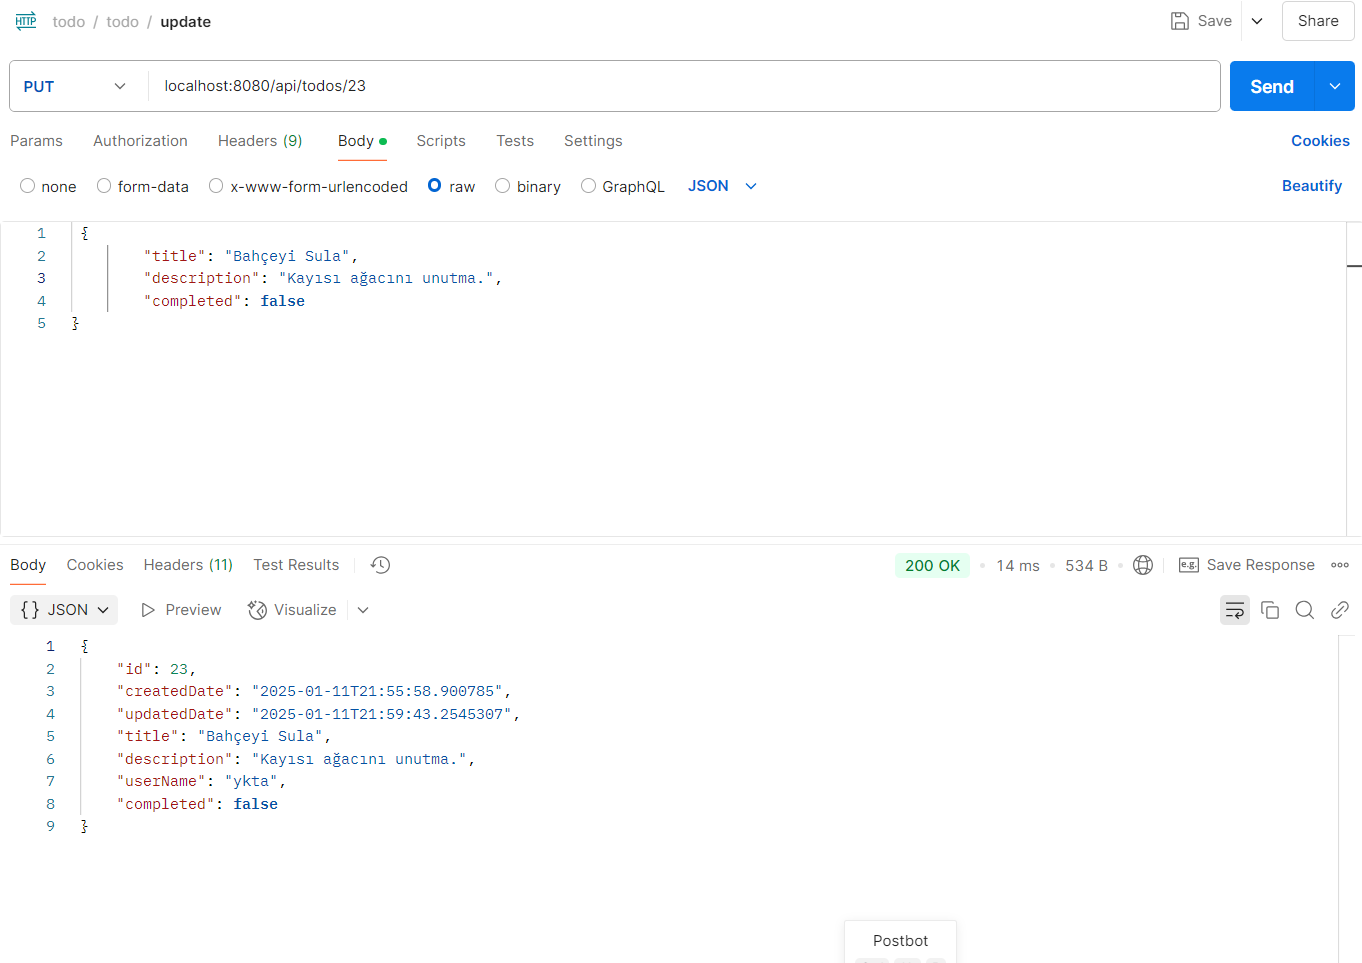 HTTP todo / todo / update Save Share
PUT localhost:8080/api/todos/23 Send
Params Authorization Headers (9) Body Scripts Tests Settings Cookies
none form-data x-www-form-urlencoded raw binary GraphQL JSON Beautify
1 {
2 "title": "Bahçeyi Sula",
3 "description": "Kayısı ağacını unutma.",
4 "completed": false
5 }
Body Cookies Headers (11) Test Results 200 OK • 14 ms • 534 B • e.g. Save Response
{} JSON Preview Visualize
1 {
2 "id": 23,
3 "createdDate": "2025-01-11T21:55:58.900785",
4 "updatedDate": "2025-01-11T21:59:43.2545307",
5 "title": "Bahçeyi Sula",
6 "description": "Kayısı ağacını unutma.",
7 "userName": "ykta",
8 "completed": false
9 }
Postbot